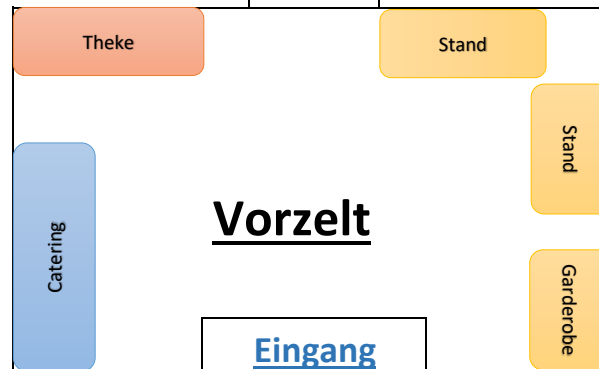 Theke
Stand
Stand
Vorzelt
Catering
Garderobe
Eingang